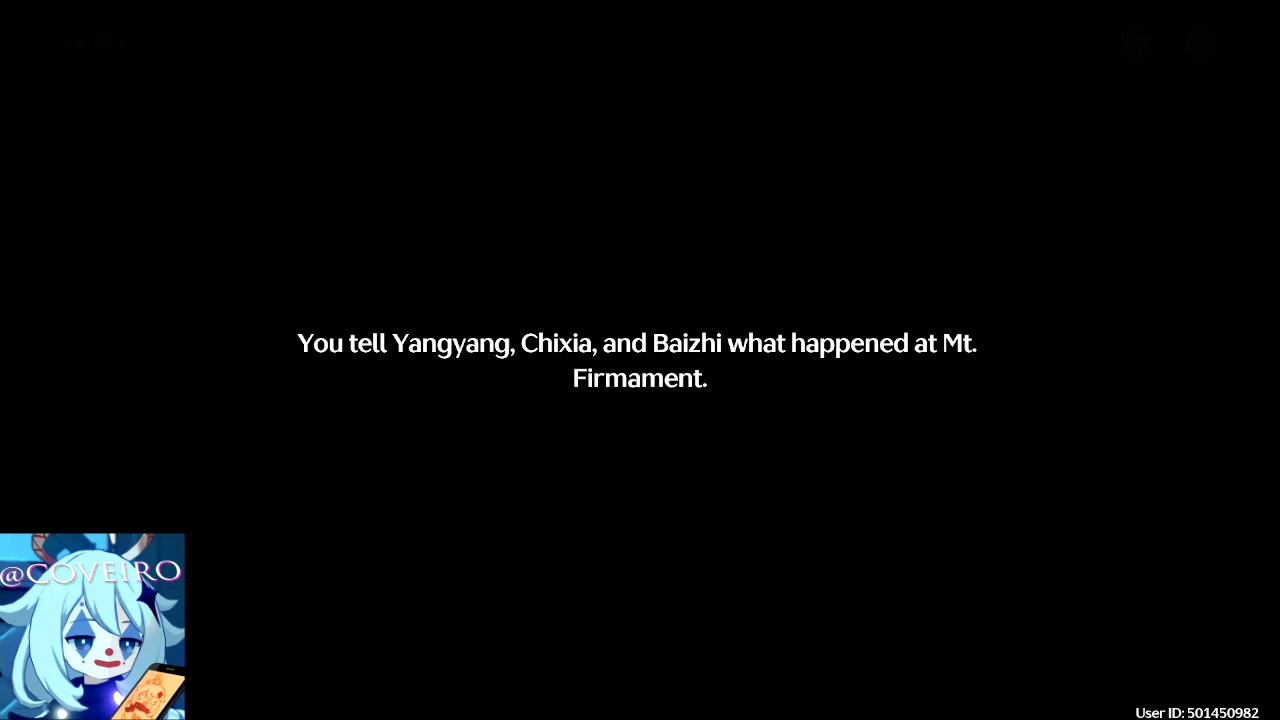 You tell Yangyang, Chixia, and Baizhi what happened at Mt.
Firmament.
@COVEIRO
User ID: 501450982